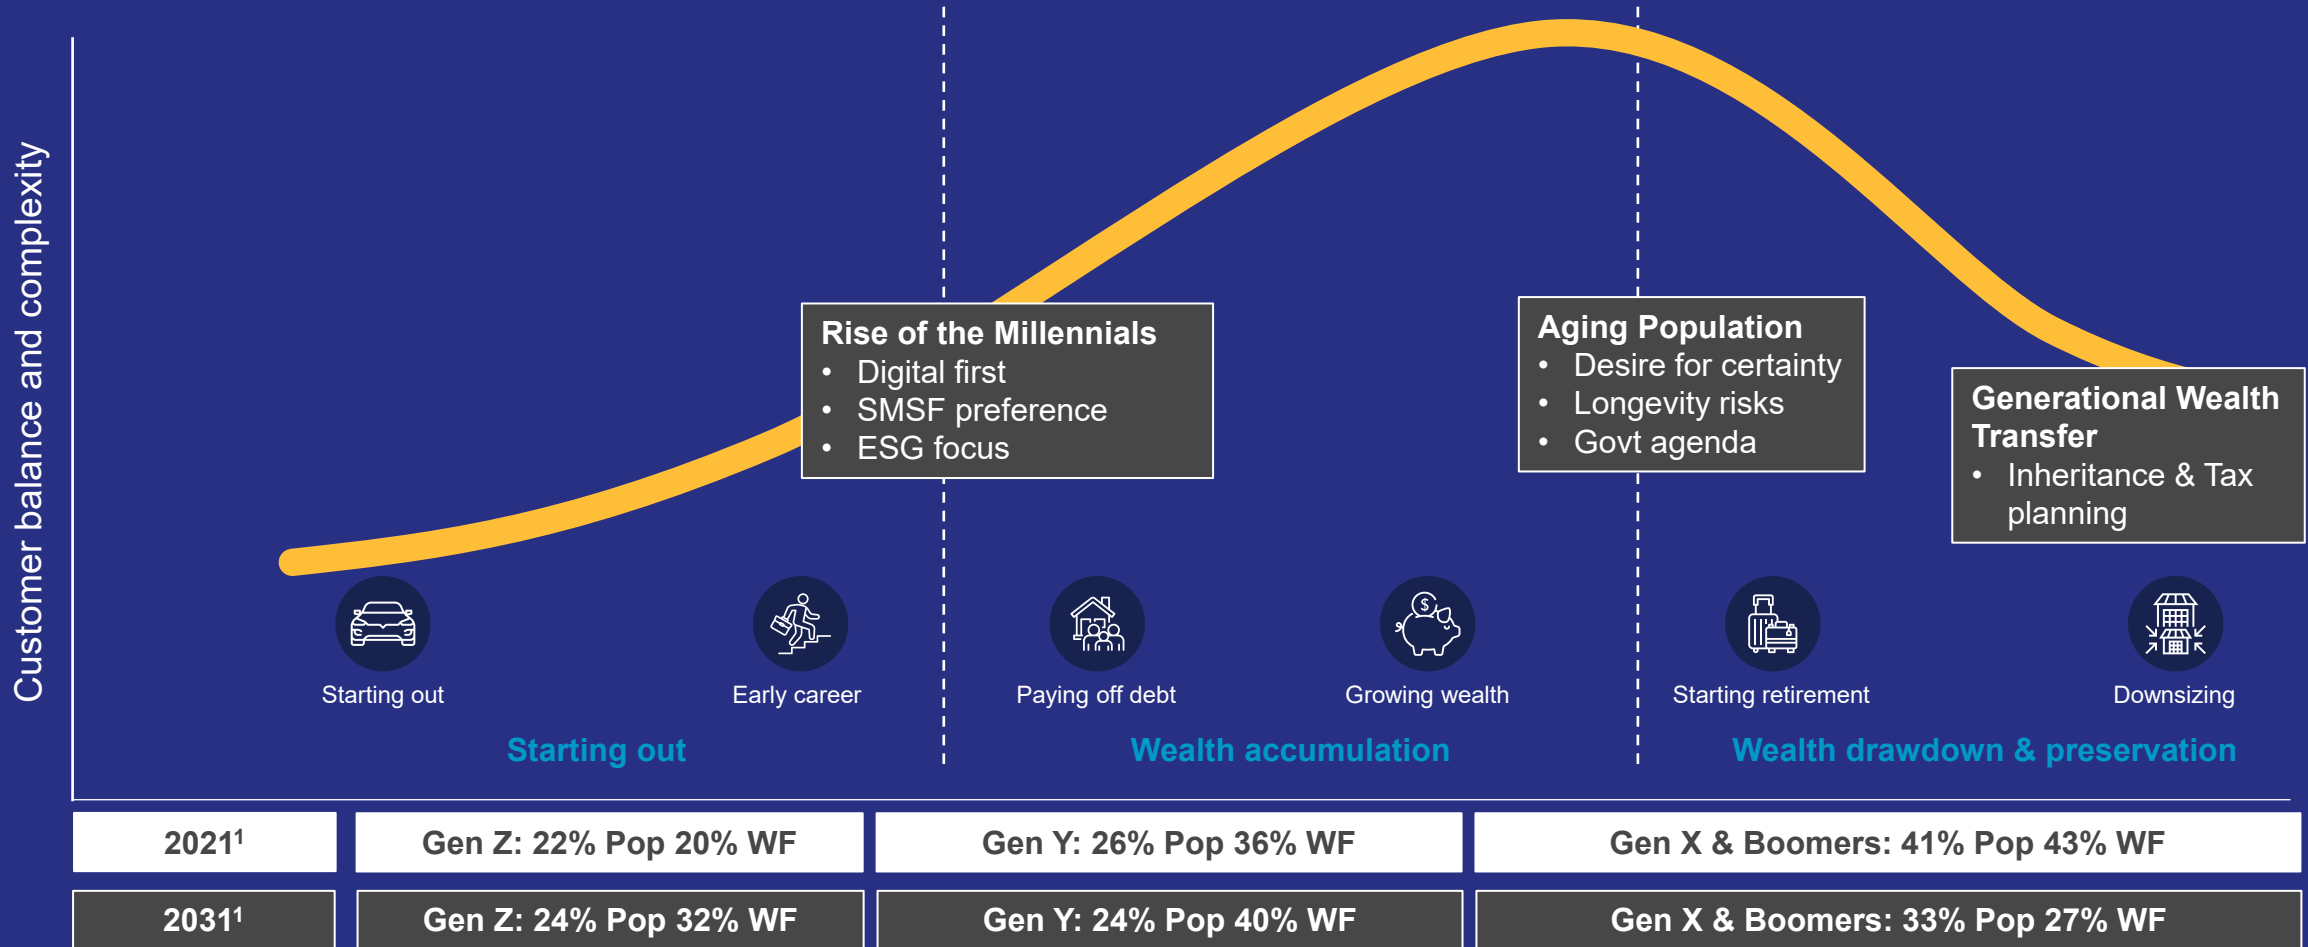 Customer balance and complexity
Rise of the Millennials
• Digital first
• SMSF preference
• ESG focus
Aging Population
• Desire for certainty
• Longevity risks
• Govt agenda
Generational Wealth
Transfer
• Inheritance & Tax
planning
$
Starting out
Early career
Paying off debt
Growing wealth
Starting retirement
Downsizing
Starting out
Wealth accumulation
Wealth drawdown & preservation
2021¹
Gen Z: 22% Pop 20% WF
Gen Y: 26% Pop 36% WF
Gen X & Boomers: 41% Pop 43% WF
2031¹
Gen Z: 24% Pop 32% WF
Gen Y: 24% Pop 40% WF
Gen X & Boomers: 33% Pop 27% WF